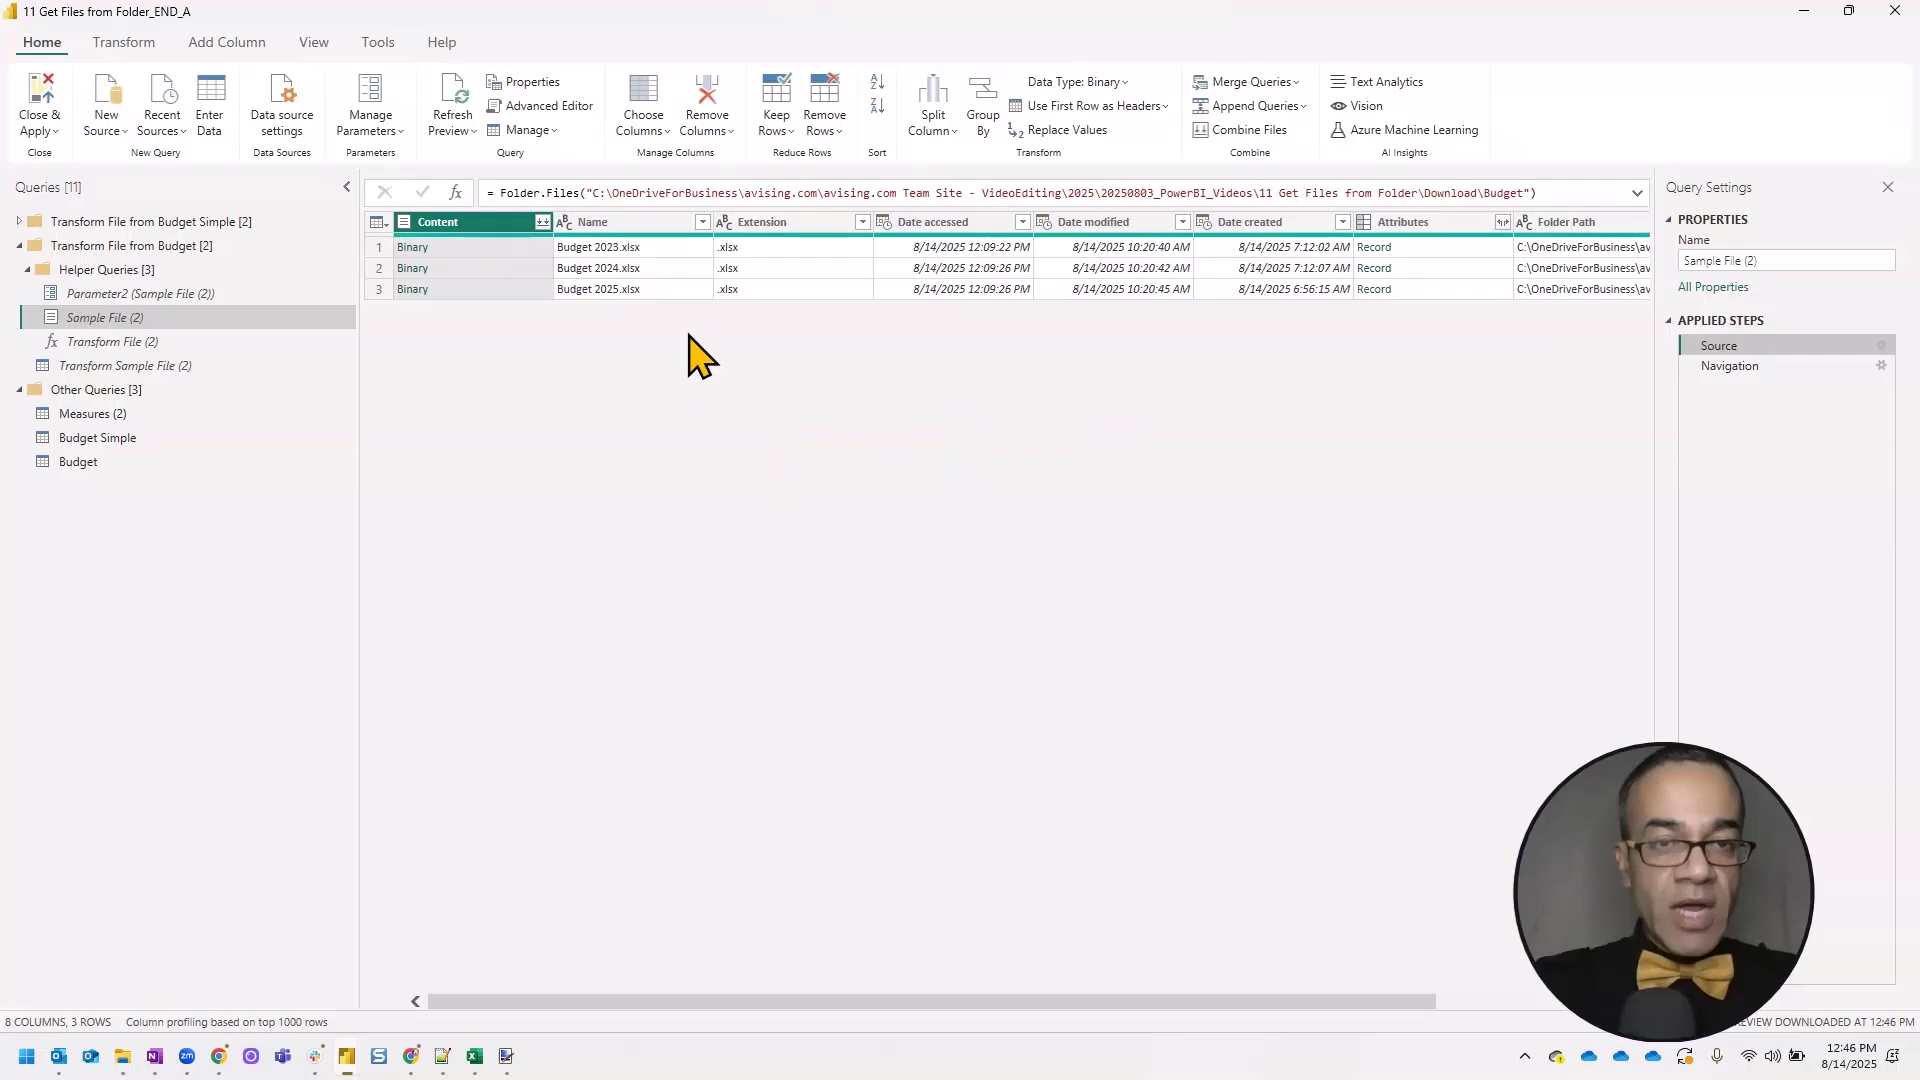 11 Get Files from Folder_END_A
Home Transform Add Column View Tools Help
Close & Apply
New Source
Recent Sources
Enter Data
Data source settings
Manage Parameters
Refresh Preview
Properties
Advanced Editor
Manage
Choose Columns
Remove Columns
Keep Rows
Remove Rows
Split Column
Group By
Data Type: Binary
Use First Row as Headers
Replace Values
Merge Queries
Append Queries
Combine Files
Text Analytics
Vision
Azure Machine Learning
Close New Query Data Sources Parameters Query Manage Columns Reduce Rows Sort Transform Combine AI Insights
Queries [11]
Transform File from Budget Simple [2]
Transform File from Budget [2]
Helper Queries [3]
Parameter2 (Sample File (2))
Sample File (2)
fx Transform File (2)
Transform Sample File (2)
Other Queries [3]
Measures (2)
Budget Simple
Budget
fx = Folder.Files("C:\OneDriveForBusiness\avising.com\avising.com Team Site - VideoEditing\2025\20250803_PowerBI_Videos\11 Get Files from Folder\Download\Budget")
Content Name Extension Date accessed Date modified Date created Attributes Folder Path
1 Binary Budget 2023.xlsx .xlsx 8/14/2025 12:09:22 PM 8/14/2025 10:20:40 AM 8/14/2025 7:12:02 AM Record C:\OneDriveForBusiness\av
2 Binary Budget 2024.xlsx .xlsx 8/14/2025 12:09:26 PM 8/14/2025 10:20:42 AM 8/14/2025 7:12:07 AM Record C:\OneDriveForBusiness\av
3 Binary Budget 2025.xlsx .xlsx 8/14/2025 12:09:26 PM 8/14/2025 10:20:45 AM 8/14/2025 6:56:15 AM Record C:\OneDriveForBusiness\av
Query Settings
PROPERTIES
Name
Sample File (2)
All Properties
APPLIED STEPS
Source
Navigation
8 COLUMNS, 3 ROWS Column profiling based on top 1000 rows
EVIEW DOWNLOADED AT 12:46 PM
12:46 PM
8/14/2025